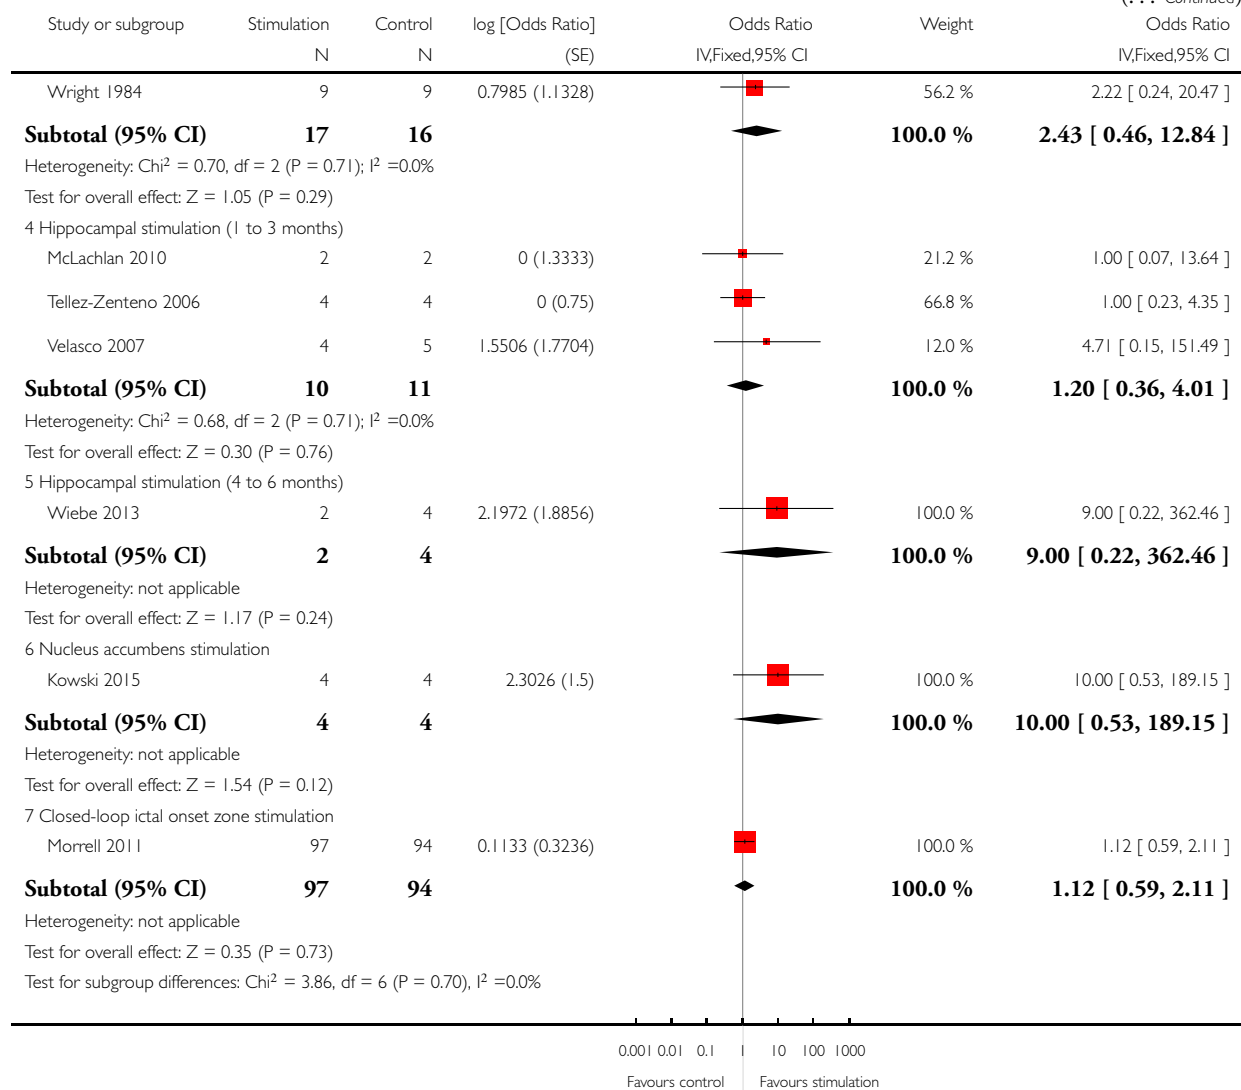 (. . . Continued)
Study or subgroup Stimulation Control log [Odds Ratio] Odds Ratio Weight Odds Ratio
N N (SE) IV,Fixed,95% CI IV,Fixed,95% CI
Wright 1984 9 9 0.7985 (1.1328) 56.2 % 2.22 [ 0.24, 20.47 ]
Subtotal (95% CI) 17 16 100.0 % 2.43 [ 0.46, 12.84 ]
Heterogeneity: Chi² = 0.70, df = 2 (P = 0.71); I² =0.0%
Test for overall effect: Z = 1.05 (P = 0.29)
4 Hippocampal stimulation (1 to 3 months)
McLachlan 2010 2 2 0 (1.3333) 21.2 % 1.00 [ 0.07, 13.64 ]
Tellez-Zenteno 2006 4 4 0 (0.75) 66.8 % 1.00 [ 0.23, 4.35 ]
Velasco 2007 4 5 1.5506 (1.7704) 12.0 % 4.71 [ 0.15, 151.49 ]
Subtotal (95% CI) 10 11 100.0 % 1.20 [ 0.36, 4.01 ]
Heterogeneity: Chi² = 0.68, df = 2 (P = 0.71); I² =0.0%
Test for overall effect: Z = 0.30 (P = 0.76)
5 Hippocampal stimulation (4 to 6 months)
Wiebe 2013 2 4 2.1972 (1.8856) 100.0 % 9.00 [ 0.22, 362.46 ]
Subtotal (95% CI) 2 4 100.0 % 9.00 [ 0.22, 362.46 ]
Heterogeneity: not applicable
Test for overall effect: Z = 1.17 (P = 0.24)
6 Nucleus accumbens stimulation
Kowski 2015 4 4 2.3026 (1.5) 100.0 % 10.00 [ 0.53, 189.15 ]
Subtotal (95% CI) 4 4 100.0 % 10.00 [ 0.53, 189.15 ]
Heterogeneity: not applicable
Test for overall effect: Z = 1.54 (P = 0.12)
7 Closed-loop ictal onset zone stimulation
Morrell 2011 97 94 0.1133 (0.3236) 100.0 % 1.12 [ 0.59, 2.11 ]
Subtotal (95% CI) 97 94 100.0 % 1.12 [ 0.59, 2.11 ]
Heterogeneity: not applicable
Test for overall effect: Z = 0.35 (P = 0.73)
Test for subgroup differences: Chi² = 3.86, df = 6 (P = 0.70), I² =0.0%
0.001 0.01 0.1 1 10 100 1000
Favours control Favours stimulation